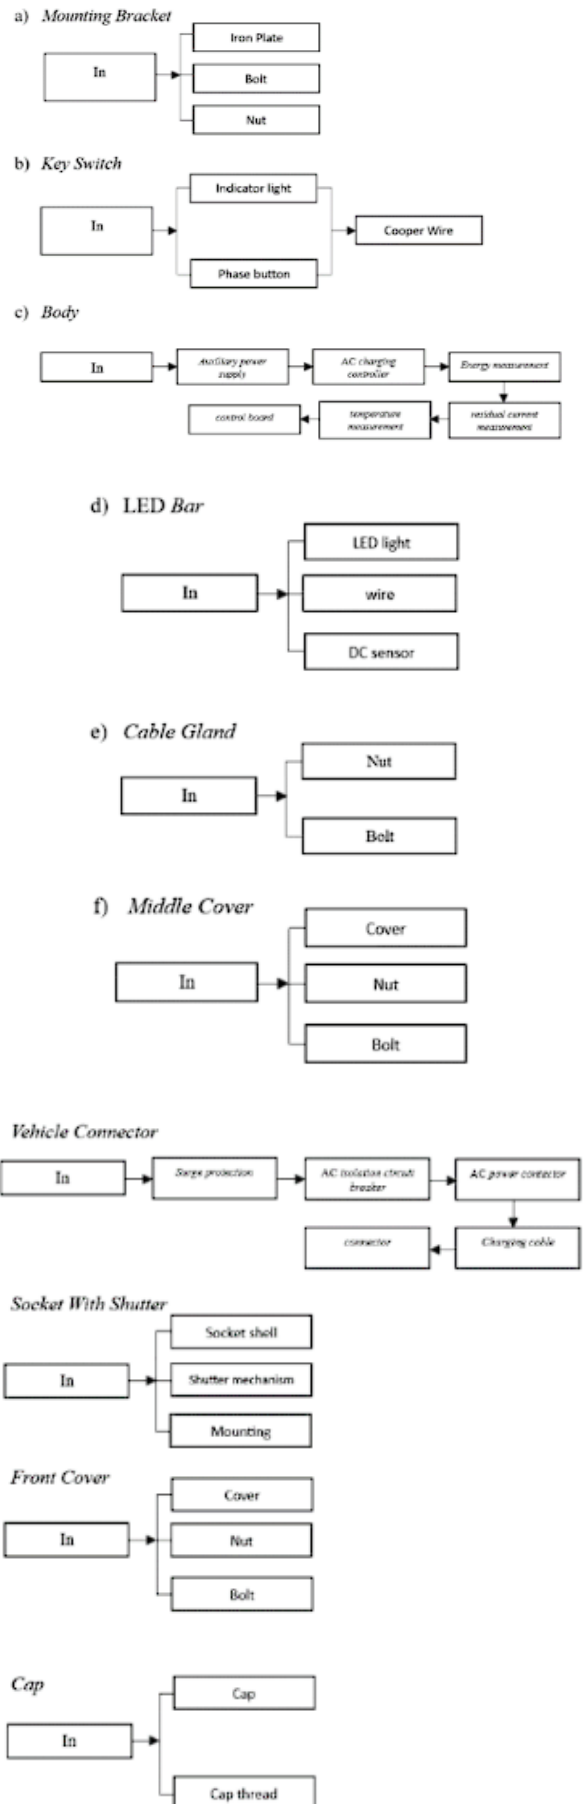 a) Mounting Bracket
Iron Plate
In
Bolt
Nut
b) Key Switch
Indicator light
In
Cooper Wire
Phase button
c) Body
In
Auxiliary power
supply
AC charging
controller
Energy measurement
control board
temperature
measurement
residual current
measurement
d) LED Bar
LED light
In
wire
DC sensor
e) Cable Gland
Nut
In
Bolt
f) Middle Cover
Cover
In
Nut
Bolt
Vehicle Connector
In
Surge protection
AC isolation circuit
breaker
AC power contector
connector
Charging cable
Socket With Shutter
Socket shell
In
Shutter mechanism
Mounting
Front Cover
Cover
In
Nut
Bolt
Cap
Cap
In
Cap thread